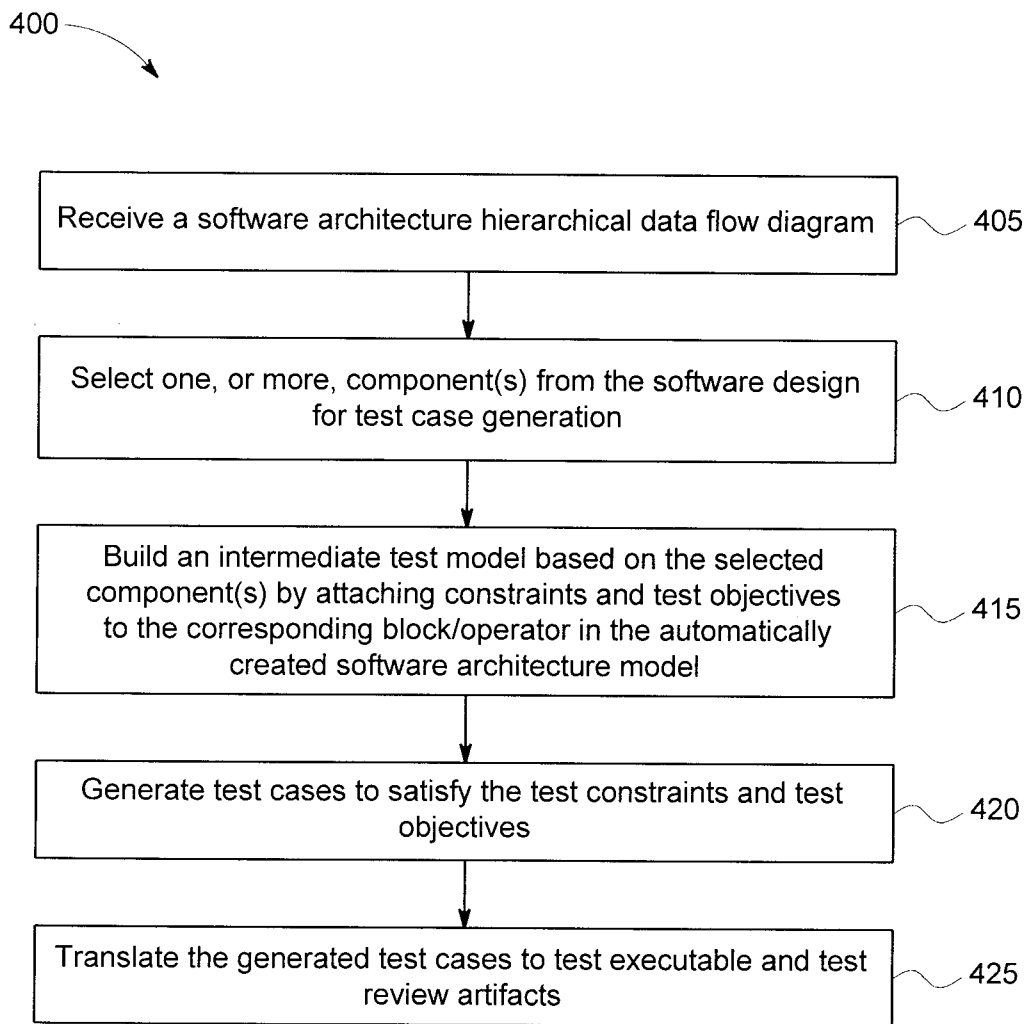 400
Receive a software architecture hierarchical data flow diagram
405
Select one, or more, component(s) from the software design
for test case generation
410
Build an intermediate test model based on the selected
component(s) by attaching constraints and test objectives
to the corresponding block/operator in the automatically
created software architecture model
415
Generate test cases to satisfy the test constraints and test
objectives
420
Translate the generated test cases to test executable and test
review artifacts
425